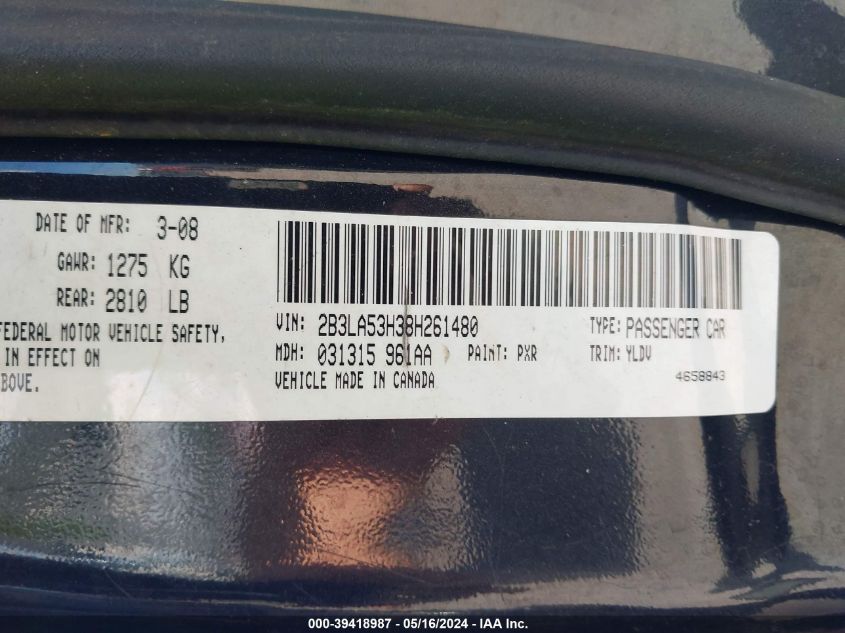 DATE OF MFR: 3-08
GAWR: 1275 KG
REAR: 2810 LB
FEDERAL MOTOR VEHICLE SAFETY,
IN EFFECT ON
BOVE.
VIN: 2B3LA53H38H261480
TYPE: PASSENGER CAR
MDH: 031315 961AA
PAINT: PXR
TRIM: YLDV
VEHICLE MADE IN CANADA
4658843
000-39418987 - 05/16/2024 - IAA Inc.